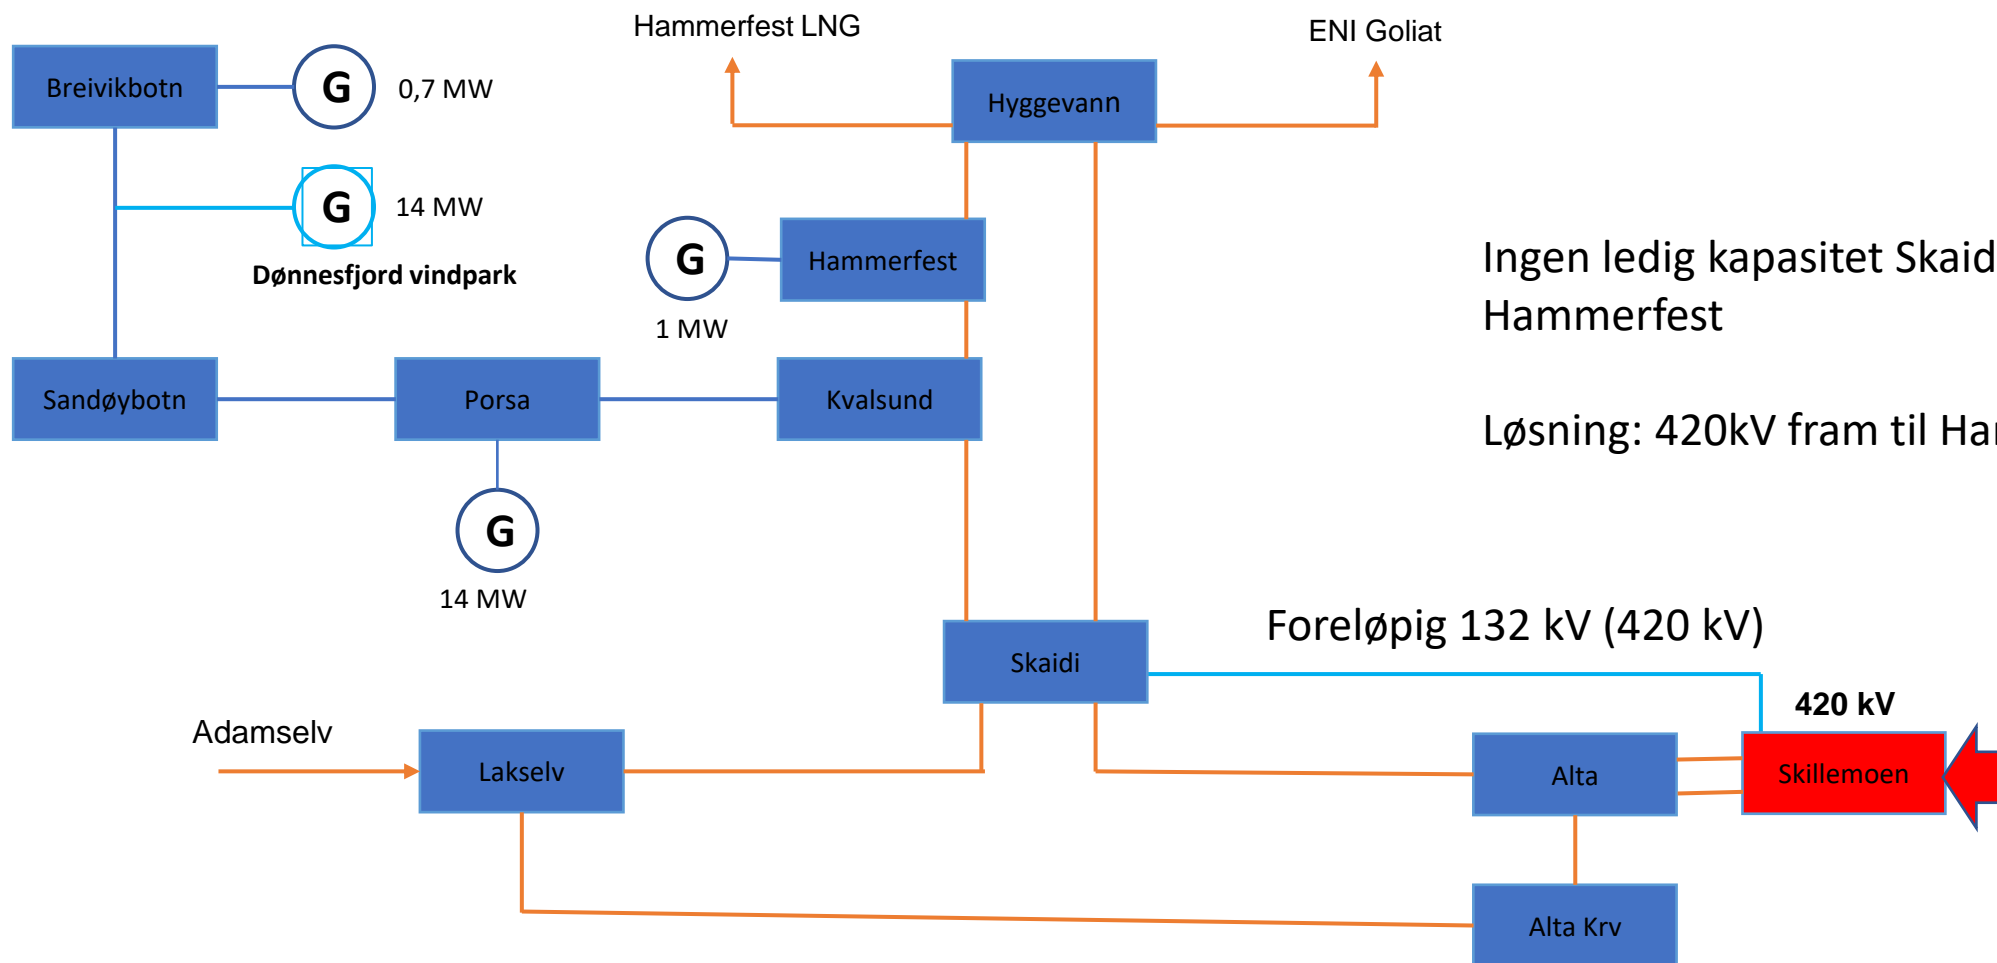 Hammerfest LNG
ENI Goliat
Breivikbotn
G
0,7 MW
Hyggevann
G
14 MW
Dønnesfjord vindpark
G
Hammerfest
1 MW
Ingen ledig kapasitet
Hammerfest
Sandøybotn
Porsa
Kvalsund
Løsning: 420kV fram til
G
14 MW
Foreløpig 132 kV (420 kV)
Skaidi
420 kV
Adamselv
Lakselv
Alta
Skillemoen
Alta Krv